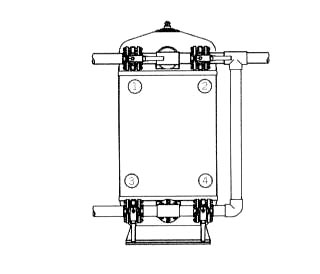 ① ②
③ ④